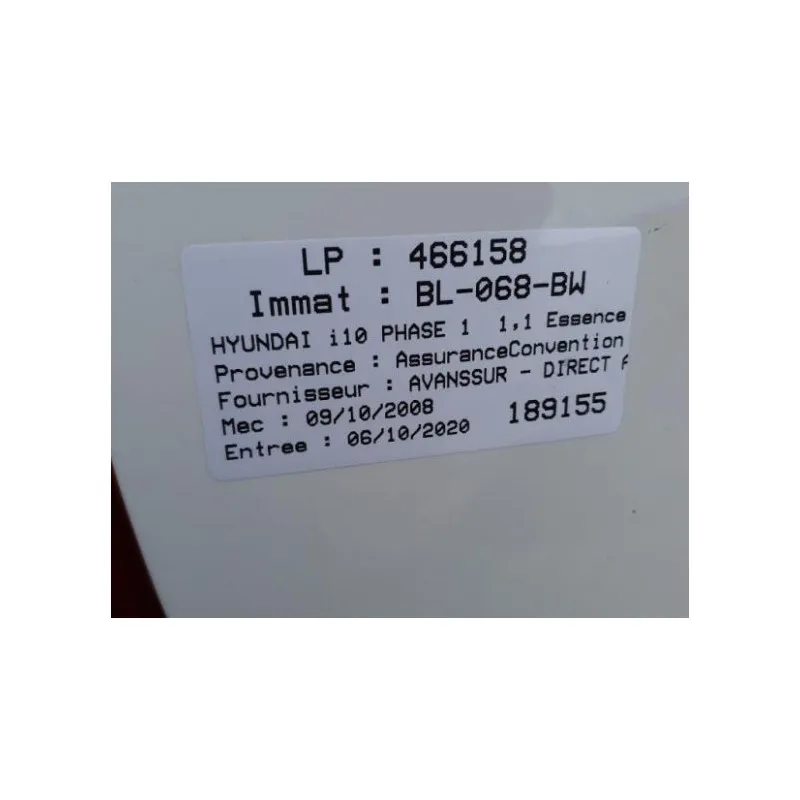 LP : 466158
Immat : BL-068-BW
HYUNDAI i10 PHASE 1 1,1 Essence
Provenance : AssuranceConvention
Fournisseur : AVANSSUR - DIRECT A
Mec : 09/10/2008
189155
Entree : 06/10/2020